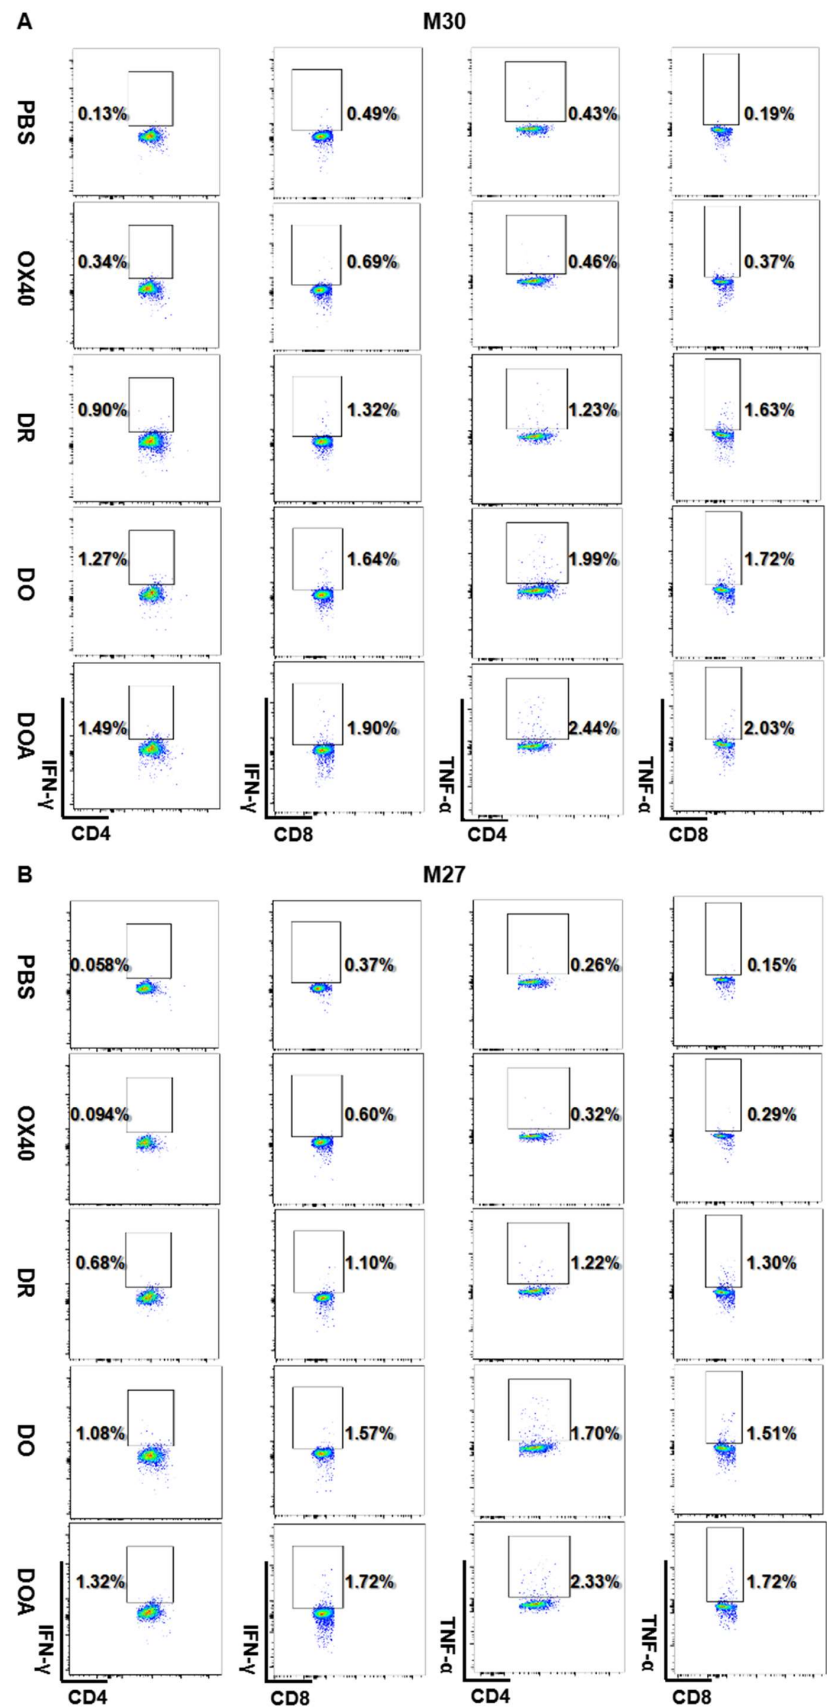 A M30
PBS 0.13% 0.49% 0.43% 0.19%
OX40 0.34% 0.69% 0.46% 0.37%
DR 0.90% 1.32% 1.23% 1.63%
DO 1.27% 1.64% 1.99% 1.72%
DOA 1.49% 1.90% 2.44% 2.03%
IFN-γ IFN-γ TNF-α TNF-α
CD4 CD8 CD4 CD8
B M27
PBS 0.058% 0.37% 0.26% 0.15%
OX40 0.094% 0.60% 0.32% 0.29%
DR 0.68% 1.10% 1.22% 1.30%
DO 1.08% 1.57% 1.70% 1.51%
DOA 1.32% 1.72% 2.33% 1.72%
IFN-γ IFN-γ TNF-α TNF-α
CD4 CD8 CD4 CD8